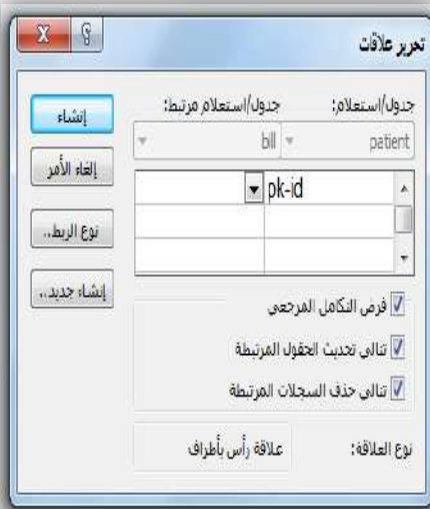 تحرير علاقات
جدول/استعلام: جدول/استعلام مرتبط:
patient bill
pk-id
فرض التكامل المرجعي
تتالي تحديث الحقول المرتبطة
تتالي حذف السجلات المرتبطة
نوع العلاقة: علاقة رأس بأطراف
إنشاء
إلغاء الأمر
نوع الربط..
إنشاء جديد..